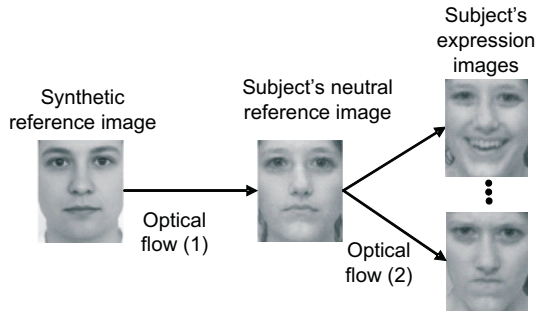 Synthetic
reference image
Subject's neutral
reference image
Subject's
expression
images
Optical
flow (1)
Optical
flow (2)